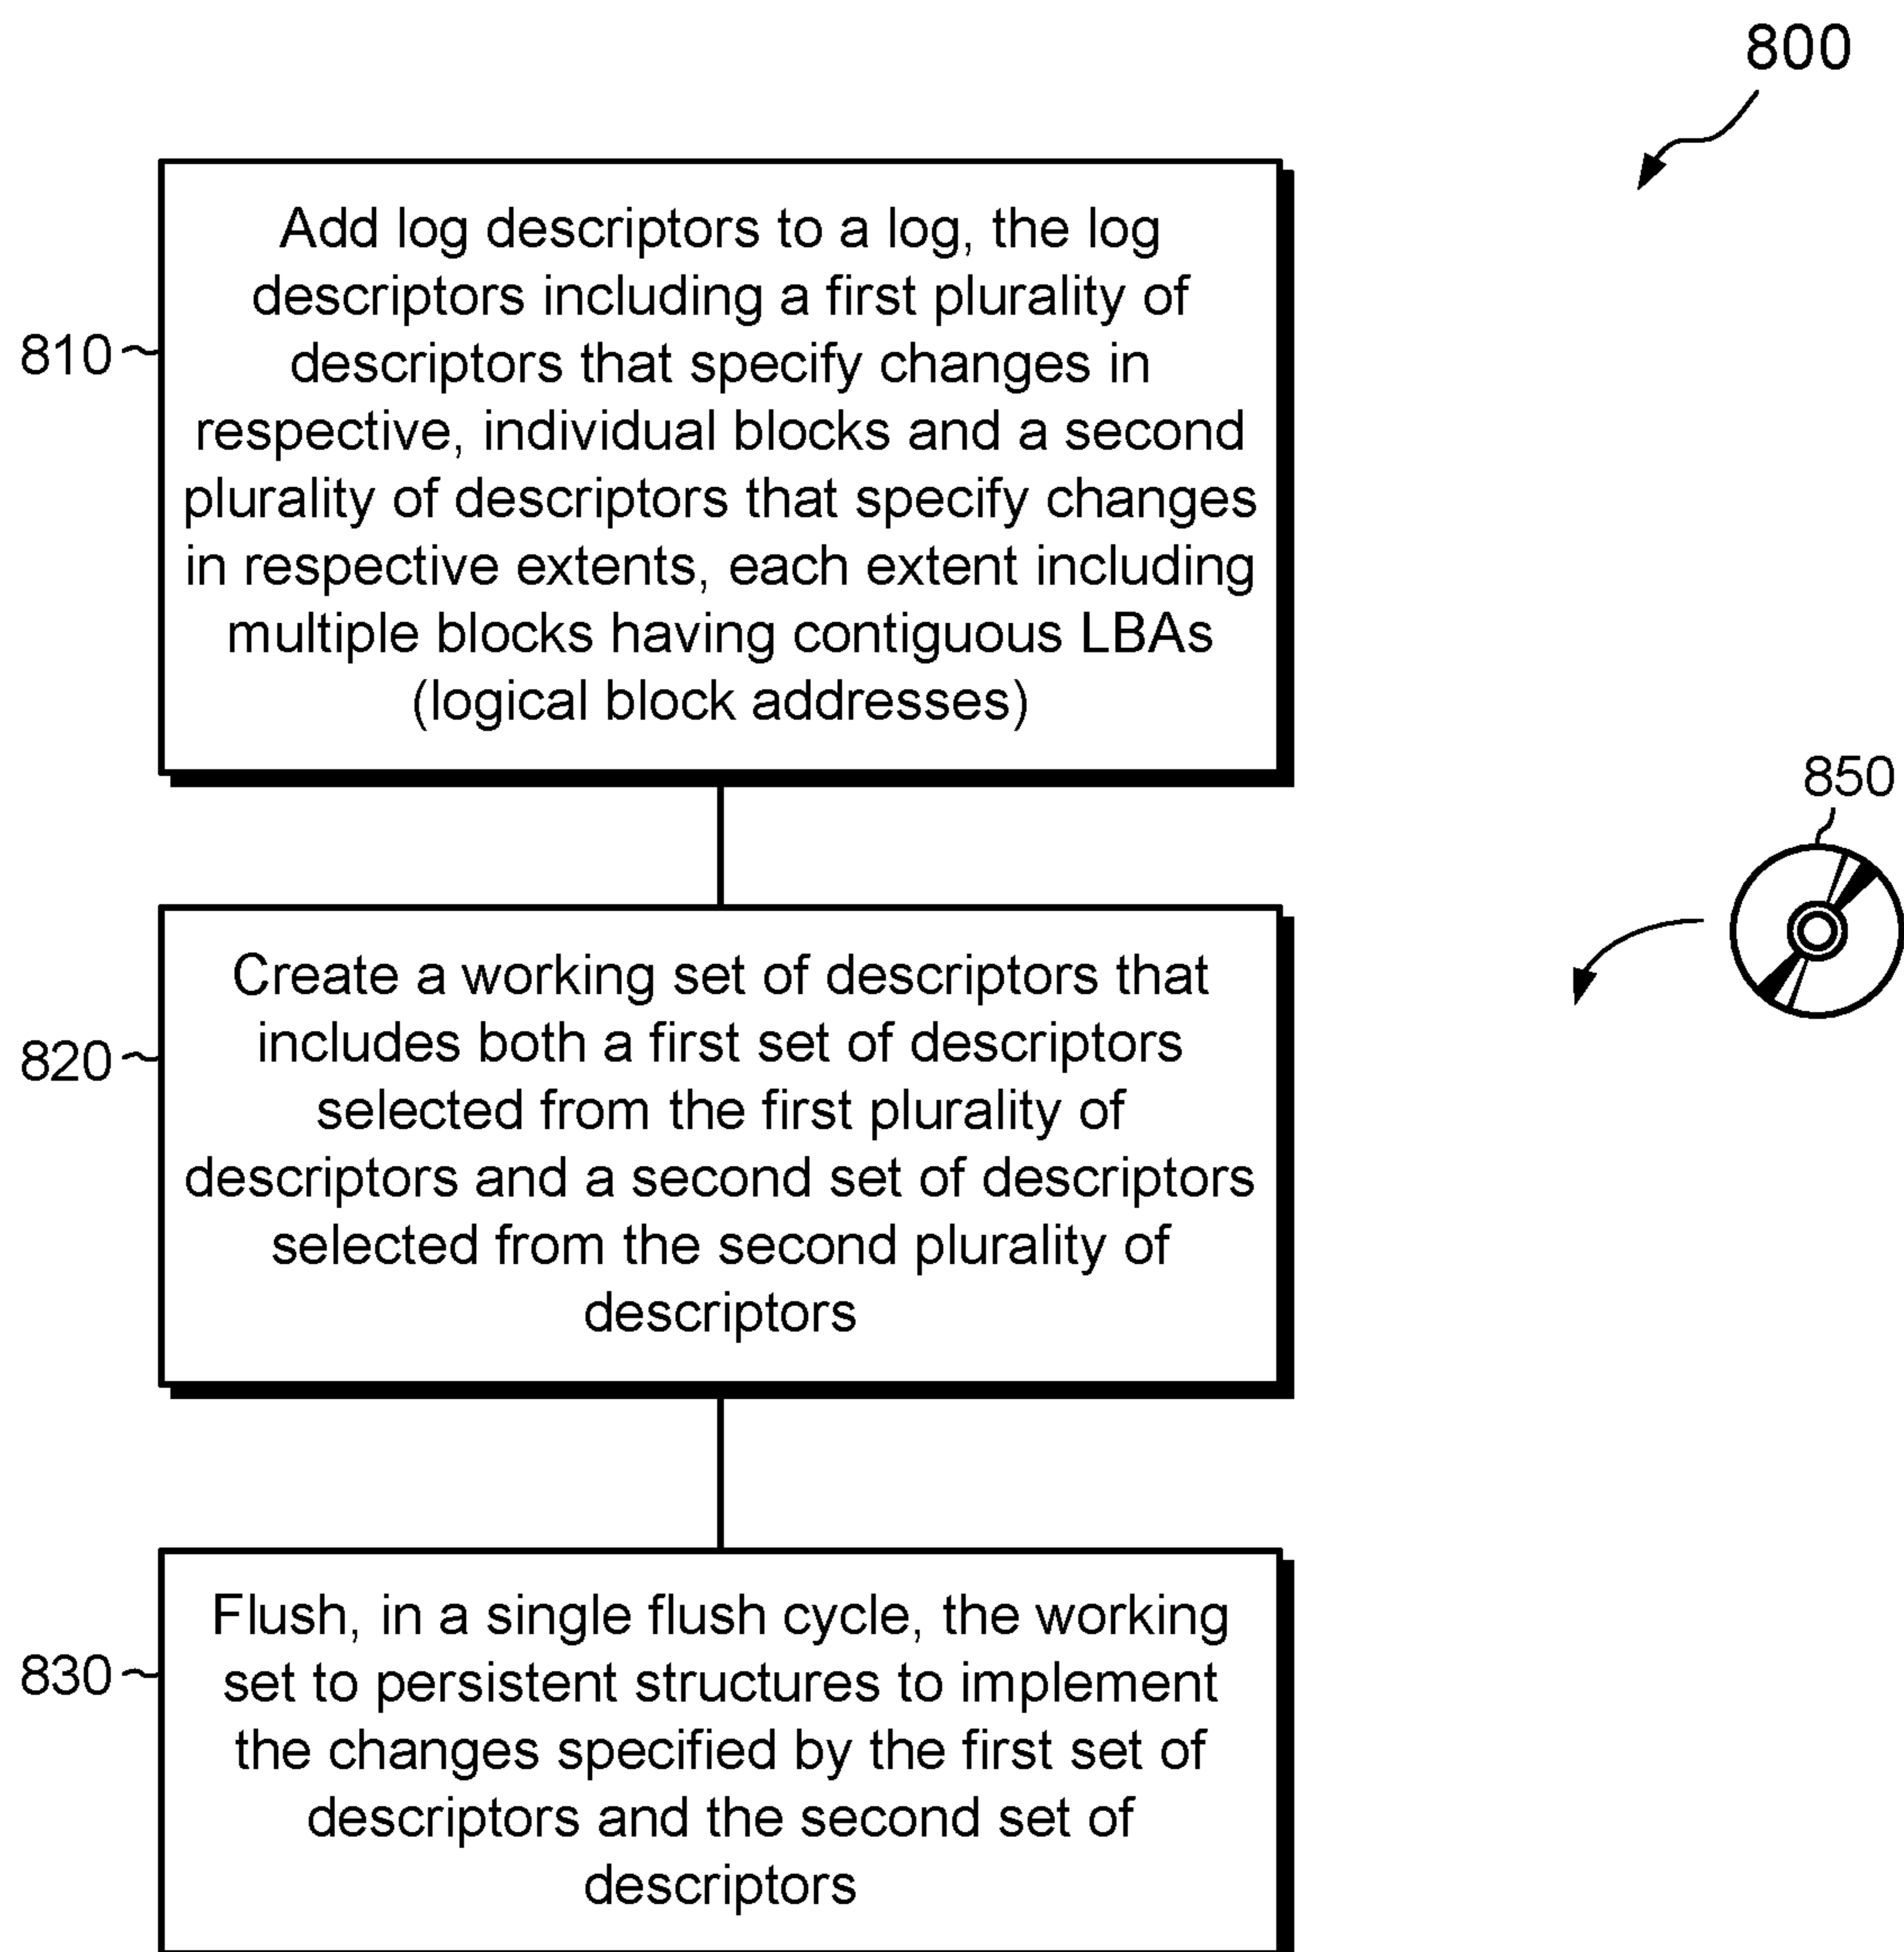 800
Add log descriptors to a log, the log
descriptors including a first plurality of
descriptors that specify changes in
respective, individual blocks and a second
plurality of descriptors that specify changes
in respective extents, each extent including
multiple blocks having contiguous LBAs
(logical block addresses)
810
850
Create a working set of descriptors that
includes both a first set of descriptors
selected from the first plurality of
descriptors and a second set of descriptors
selected from the second plurality of
descriptors
820
Flush, in a single flush cycle, the working
set to persistent structures to implement
the changes specified by the first set of
descriptors and the second set of
descriptors
830